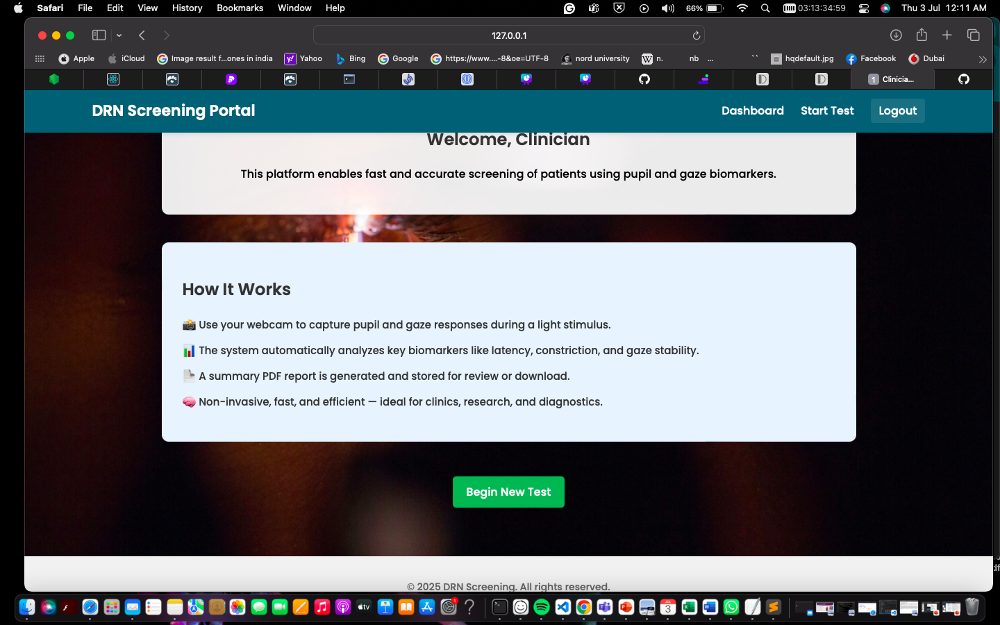 Safari File Edit View History Bookmarks Window Help 66% 03:13:34:59 Thu 3 Jul 12:11 AM
127.0.0.1
Apple iCloud Image result f...ones in india Yahoo Bing Google https://www....-8&oe=UTF-8 nord university n. nb ... `` hqdefault.jpg Facebook Dubai
1 Clinicia...
DRN Screening Portal Dashboard Start Test Logout
Welcome, Clinician
This platform enables fast and accurate screening of patients using pupil and gaze biomarkers.
How It Works
📸 Use your webcam to capture pupil and gaze responses during a light stimulus.
📊 The system automatically analyzes key biomarkers like latency, constriction, and gaze stability.
📄 A summary PDF report is generated and stored for review or download.
🧠 Non-invasive, fast, and efficient — ideal for clinics, research, and diagnostics.
Begin New Test
© 2025 DRN Screening. All rights reserved.